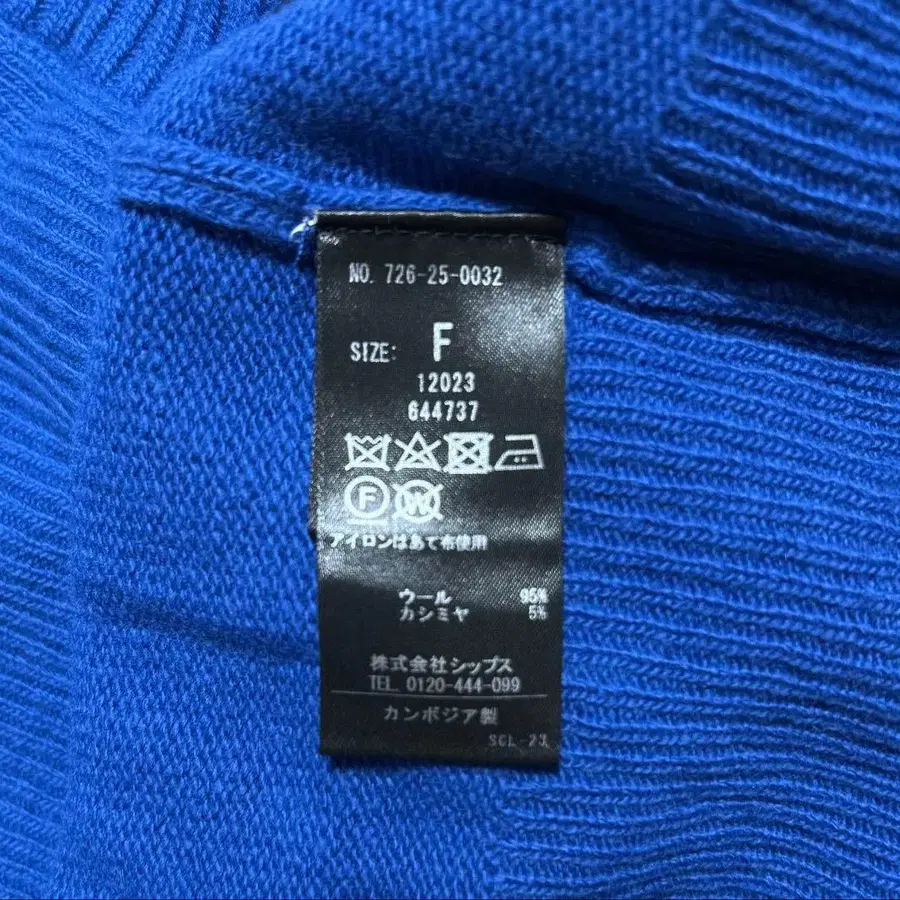 NO. 726-25-0032
SIZE: F
12023
644737
F W
アイロンはあて布使用
ウール 95%
カシミヤ 5%
株式会社シップス
TEL. 0120-444-099
カンボジア製
SCL-23